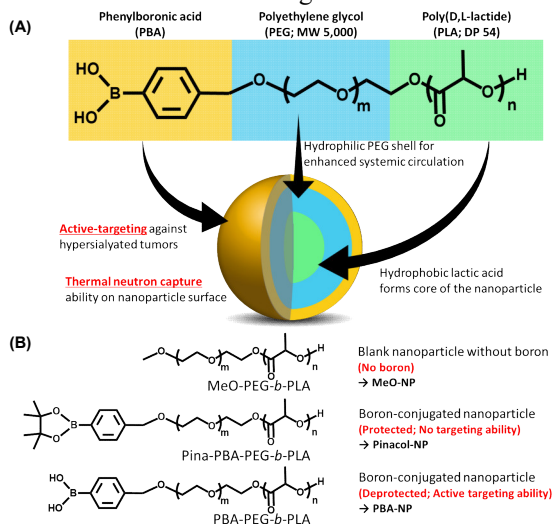 (A)
Phenylboronic acid
(PBA)
Polyethylene glycol
(PEG; MW 5,000)
Poly(D,L-lactide)
(PLA; DP 54)
HO
B
HO
O
O
m
O
O
O
O
n
H
Hydrophilic PEG shell for
enhanced systemic circulation
Active-targeting against
hypersialyated tumors
Thermal neutron capture
ability on nanoparticle surface
Hydrophobic lactic acid
forms core of the nanoparticle
(B)
O
O
m
O
O
O
O
n
H
MeO-PEG-b-PLA
Blank nanoparticle without boron
(No boron)
→ MeO-NP
O
B
O
O
O
m
O
O
O
O
n
H
Pina-PBA-PEG-b-PLA
Boron-conjugated nanoparticle
(Protected; No targeting ability)
→ Pinacol-NP
HO
B
HO
O
O
m
O
O
O
O
n
H
PBA-PEG-b-PLA
Boron-conjugated nanoparticle
(Deprotected; Active targeting ability)
→ PBA-NP